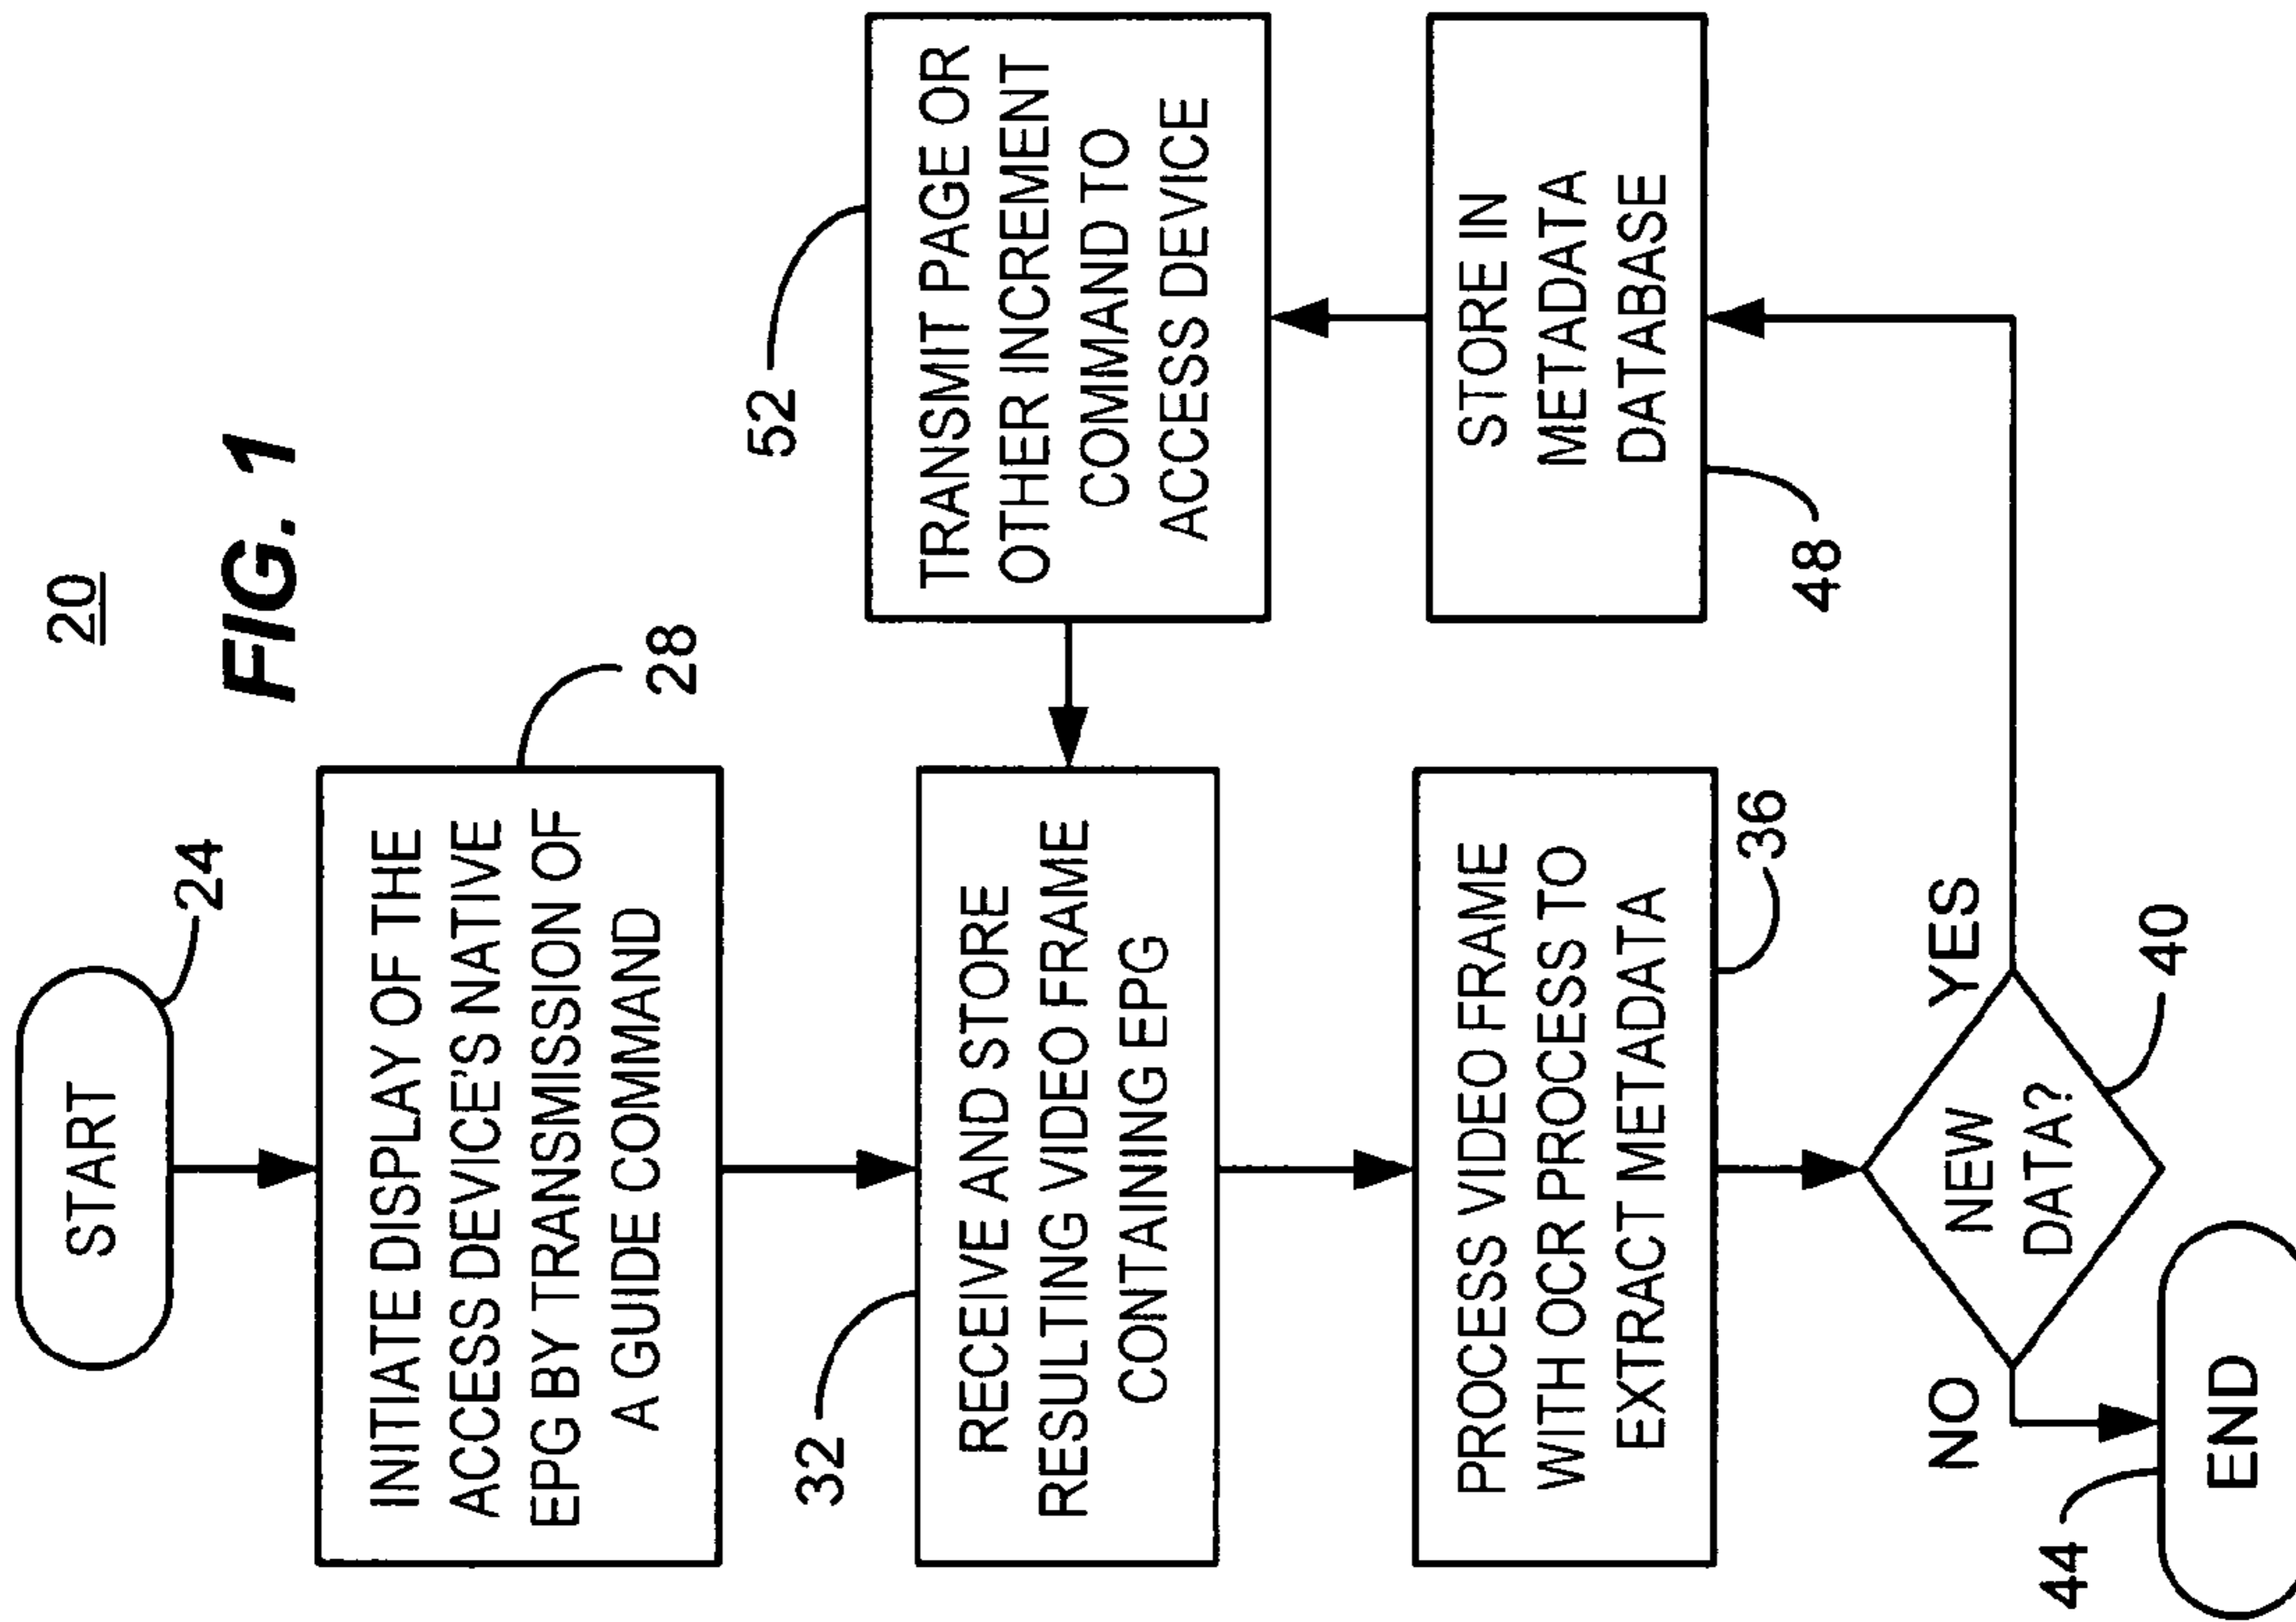 20
FIG. 1
START
24
INITIATE DISPLAY OF THE
ACCESS DEVICE'S NATIVE
EPG BY TRANSMISSION OF
A GUIDE COMMAND
28
32
RECEIVE AND STORE
RESULTING VIDEO FRAME
CONTAINING EPG
PROCESS VIDEO FRAME
WITH OCR PROCESS TO
EXTRACT METADATA
36
NEW
DATA?
40
NO
YES
44
END
52
TRANSMIT PAGE OR
OTHER INCREMENT
COMMAND TO
ACCESS DEVICE
STORE IN
METADATA
DATABASE
48